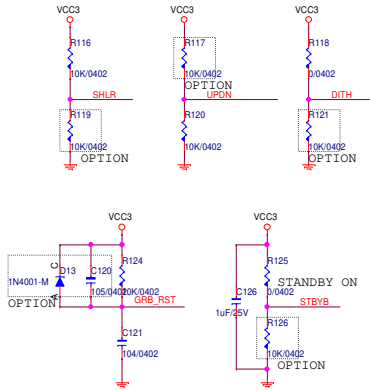 VCC3
VCC3
VCC3
R116
R117
R118
10K/0402
10K/0402
0/0402
OPTION
SHLR
UPDN
DITH
R119
R120
R121
10K/0402
10K/0402
10K/0402
OPTION
OPTION
VCC3
VCC3
C
D13
C120
R124
R125
1N4001-M
STANDBY ON
105/0402
20K/0402
C126
0/0402
A
OPTION
GRB_RST
1uF/25V
STBYB
C121
R126
104/0402
10K/0402
OPTION